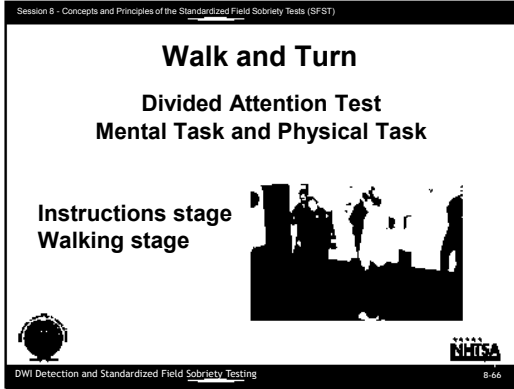 Session 8 - Concepts and Principles of the Standardized Field Sobriety Tests (SFST)
Walk and Turn
Divided Attention Test
Mental Task and Physical Task
Instructions stage
Walking stage
NHTSA
DWI Detection and Standardized Field Sobriety Testing
8-66